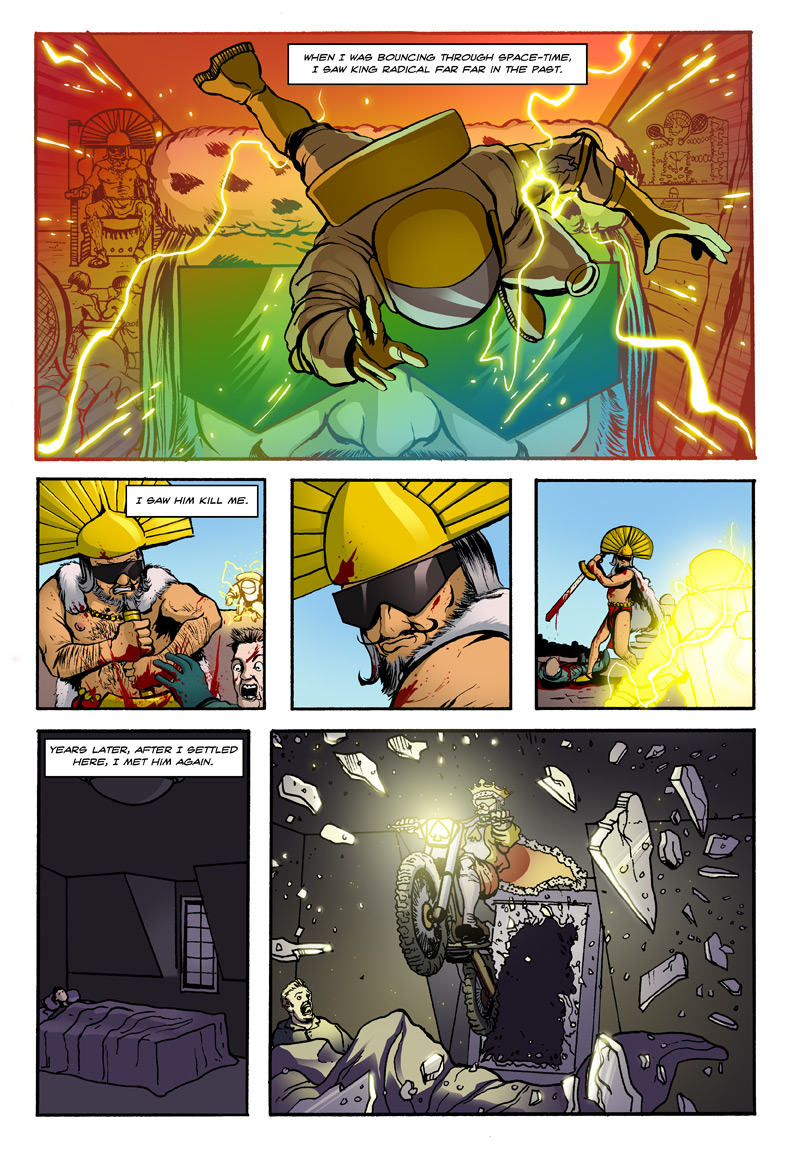 WHEN I WAS BOUNCING THROUGH SPACE-TIME,
I SAW KING RADICAL FAR FAR IN THE PAST.
I SAW HIM KILL ME.
YEARS LATER, AFTER I SETTLED
HERE, I MET HIM AGAIN.